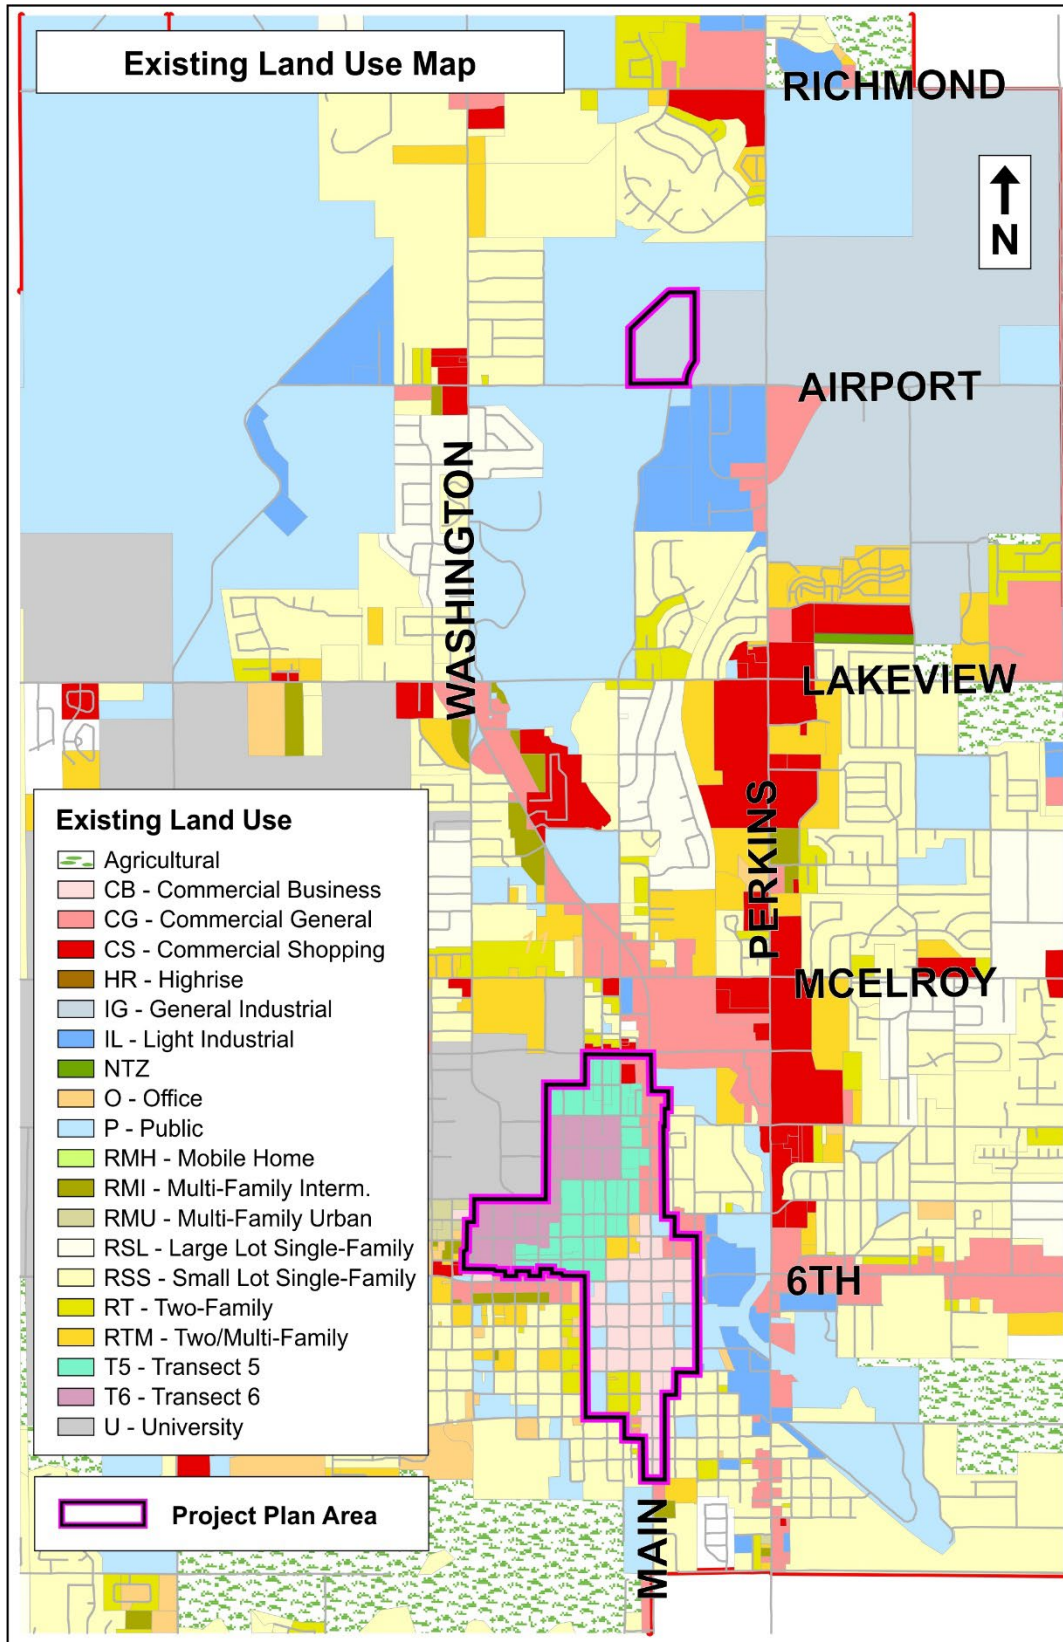 Existing Land Use Map
RICHMOND
N
AIRPORT
WASHINGTON
LAKEVIEW
PERKINS
MCELROY
6TH
MAIN
Existing Land Use
Agricultural
CB - Commercial Business
CG - Commercial General
CS - Commercial Shopping
HR - Highrise
IG - General Industrial
IL - Light Industrial
NTZ
O - Office
P - Public
RMH - Mobile Home
RMI - Multi-Family Interm.
RMU - Multi-Family Urban
RSL - Large Lot Single-Family
RSS - Small Lot Single-Family
RT - Two-Family
RTM - Two/Multi-Family
T5 - Transect 5
T6 - Transect 6
U - University
Project Plan Area